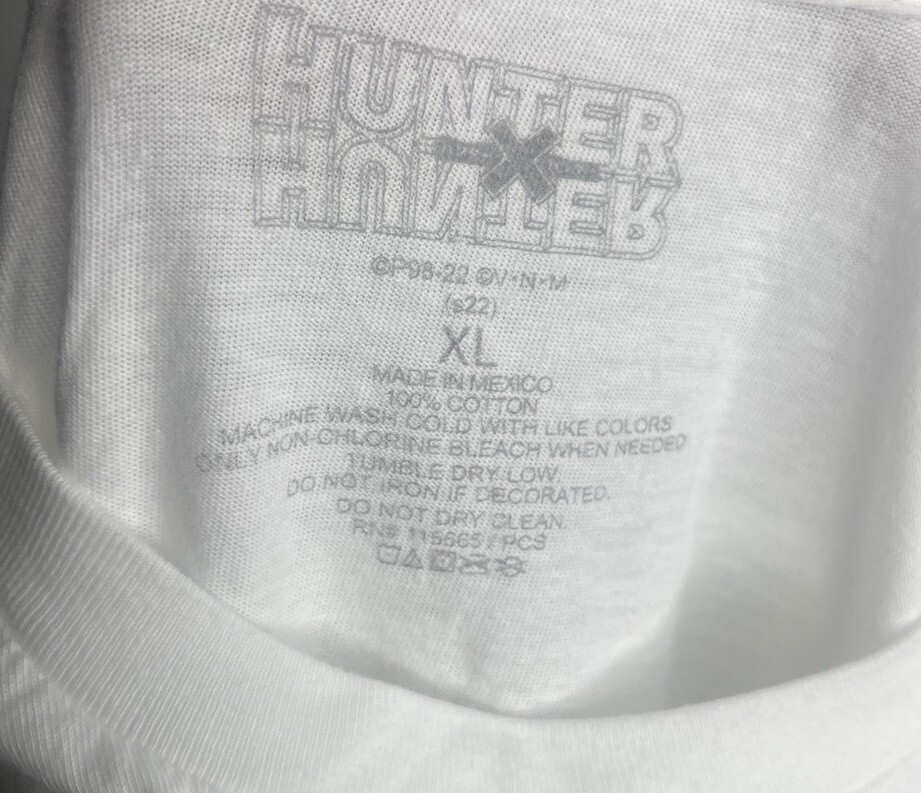 HUNTER
X
HUNTER
©P98-22 ©V·N·M
(s22)
XL
MADE IN MEXICO
100% COTTON
MACHINE WASH COLD WITH LIKE COLORS
ONLY NON-CHLORINE BLEACH WHEN NEEDED
TUMBLE DRY LOW.
DO NOT IRON IF DECORATED.
DO NOT DRY CLEAN.
RN# 115665 / PCS